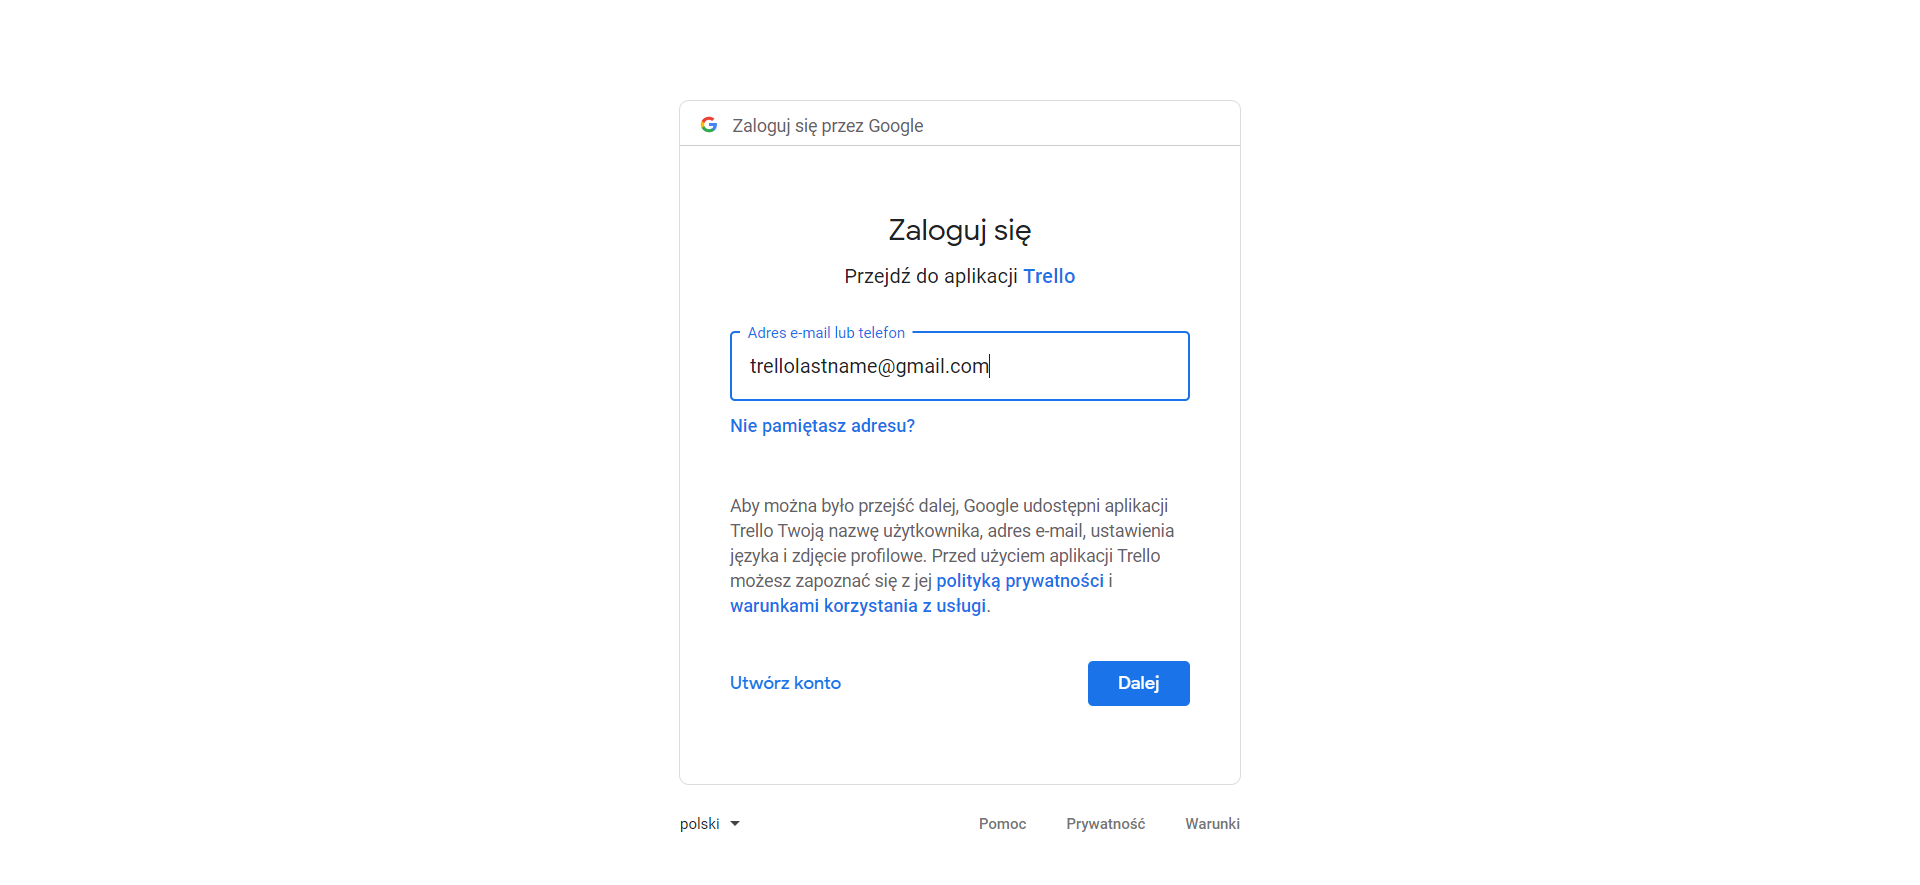 Zaloguj się przez Google
Zaloguj się
Przejdź do aplikacji Trello
Adres e-mail lub telefon
trellolastname@gmail.com
Nie pamiętasz adresu?
Aby można było przejść dalej, Google udostępni aplikacji
Trello Twoją nazwę użytkownika, adres e-mail, ustawienia
języka i zdjęcie profilowe. Przed użyciem aplikacji Trello
możesz zapoznać się z jej polityką prywatności i
warunkami korzystania z usługi.
Utwórz konto Dalej
polski Pomoc Prywatność Warunki